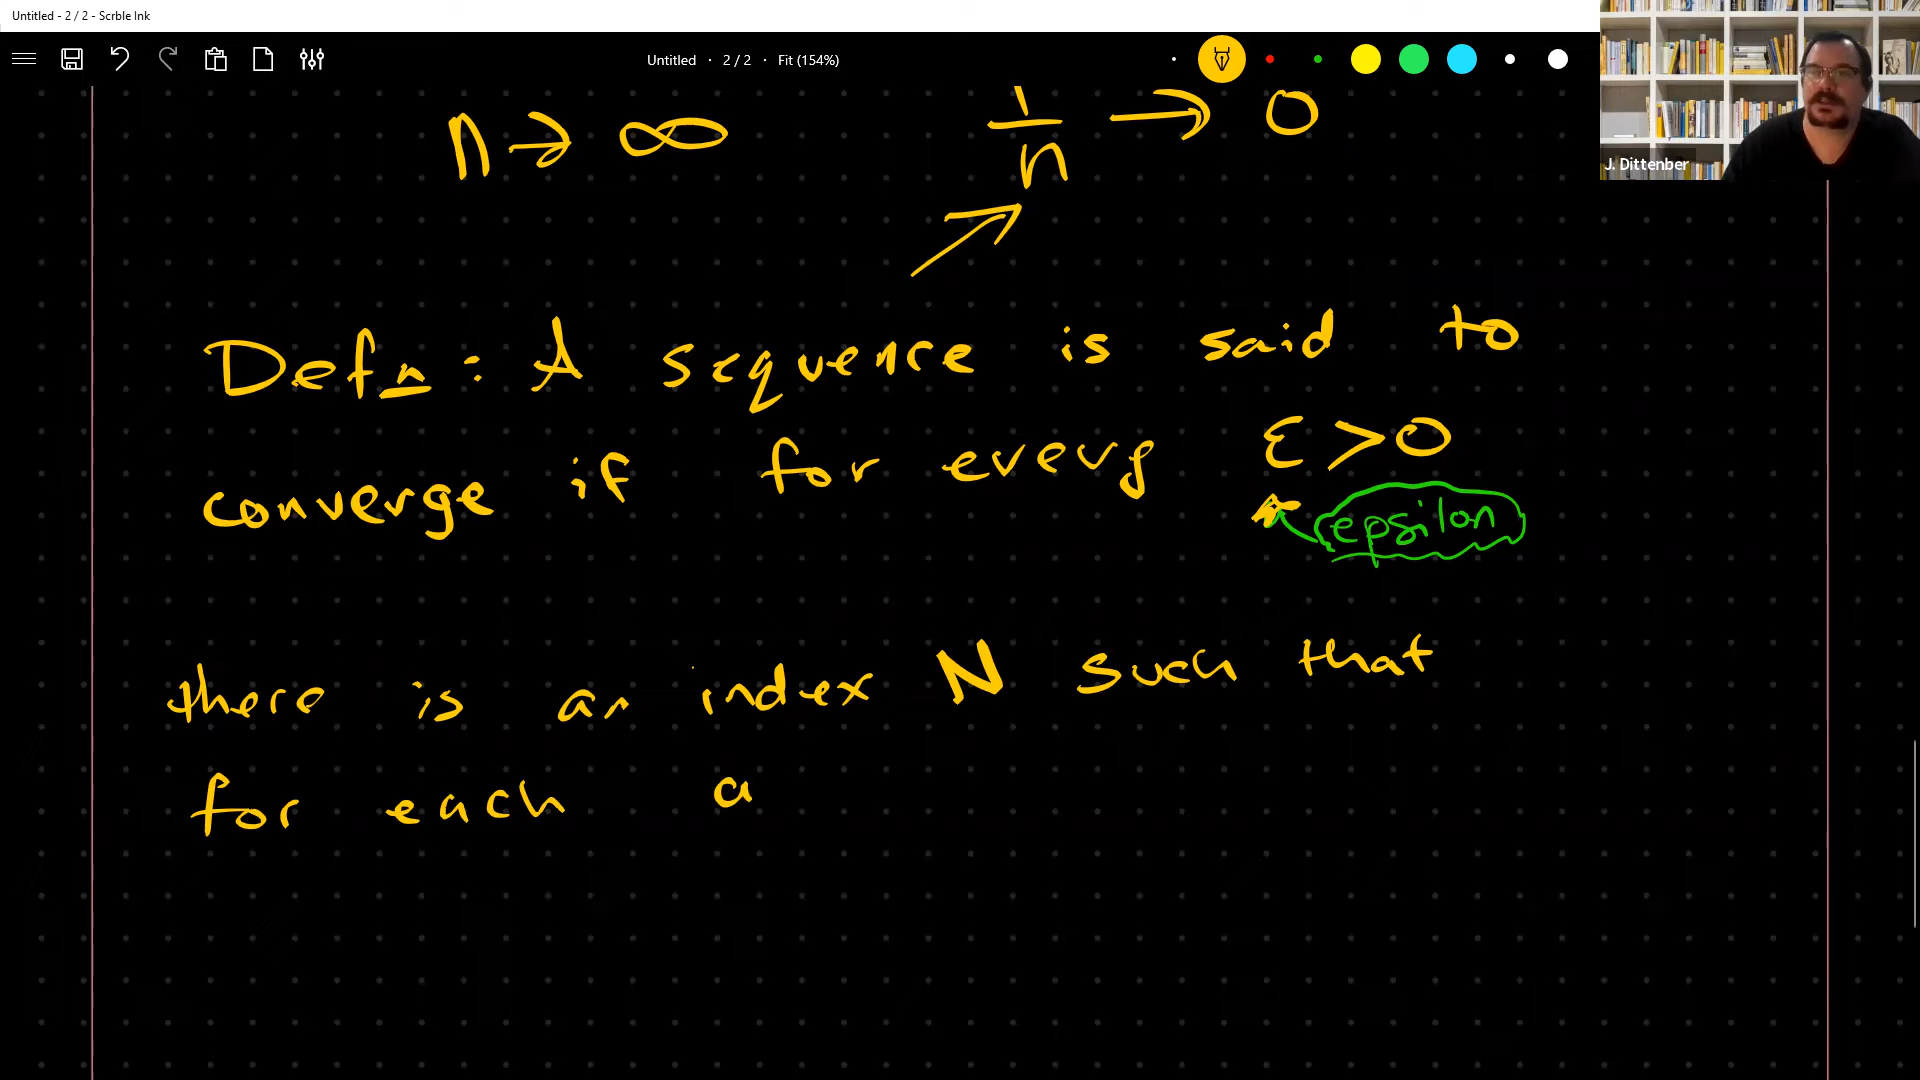 Untitled - 2 / 2 - Scrble Ink
Untitled · 2 / 2 · Fit (154%)
J. Dittenber
n → ∞ 1/n → 0
Defn: A sequence is said to
converge if for every ε > 0
epsilon
there is an index N such that
for each a